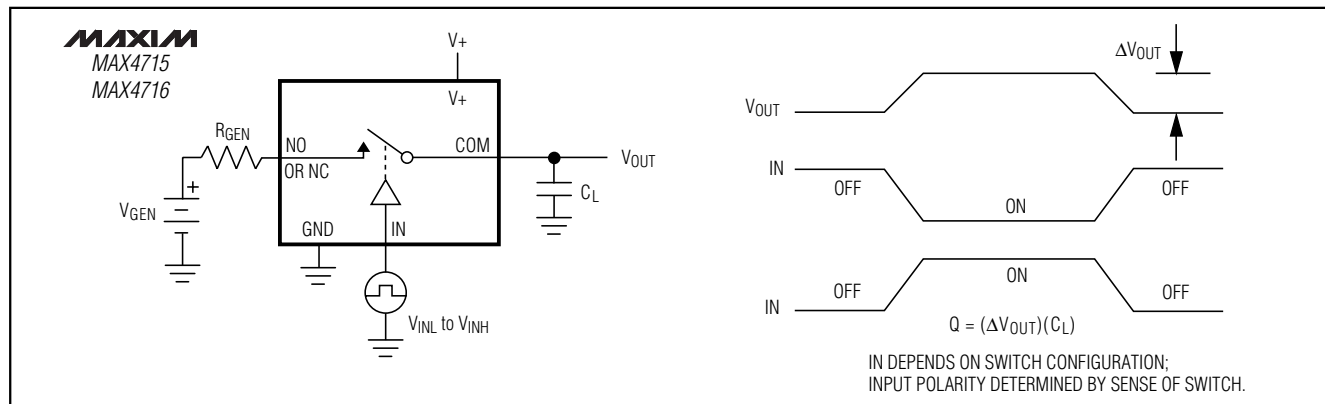 MAXIM
MAX4715
MAX4716
V+
V+
RGEN
NO
OR NC
COM
VOUT
CL
VGEN
+
GND
IN
VINL to VINH
ΔVOUT
VOUT
IN
OFF
ON
OFF
IN
OFF
ON
OFF
Q = (ΔVOUT)(CL)
IN DEPENDS ON SWITCH CONFIGURATION;
INPUT POLARITY DETERMINED BY SENSE OF SWITCH.